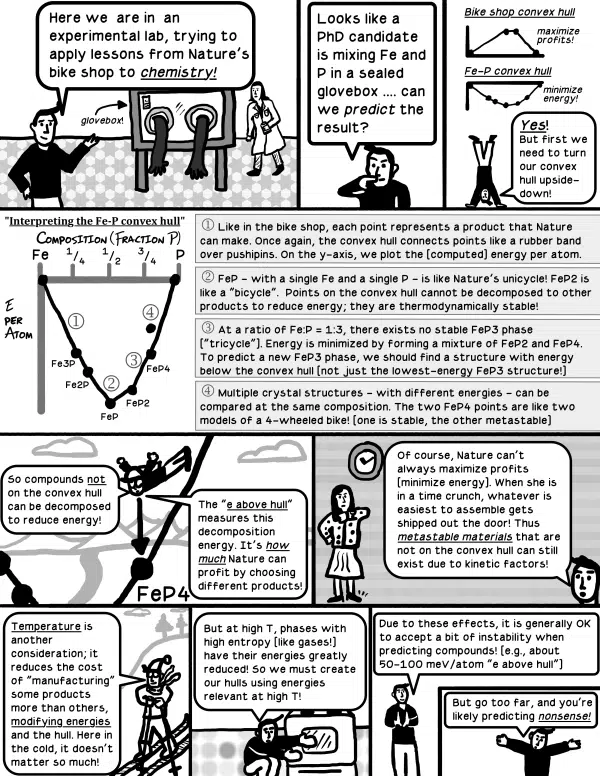 Here we are in an
experimental lab, trying to
apply lessons from Nature's
bike shop to chemistry!
glovebox!
Looks like a
PhD candidate
is mixing Fe and
P in a sealed
glovebox .... can
we predict the
result?
Bike shop convex hull
maximize
profits!
Fe-P convex hull
minimize
energy!
Yes!
But first we
need to turn
our convex
hull upside-
down!
"Interpreting the Fe-P convex hull"
Composition (Fraction P)
Fe 1/4 1/2 3/4 P
E
per
Atom
①
④
③
②
Fe3P
Fe2P
FeP4
FeP2
FeP
① Like in the bike shop, each point represents a product that Nature
can make. Once again, the convex hull connects points like a rubber band
over pushpins. On the y-axis, we plot the [computed] energy per atom.
② FeP – with a single Fe and a single P – is like Nature's unicycle! FeP2 is
like a "bicycle". Points on the convex hull cannot be decomposed to other
products to reduce energy; they are thermodynamically stable!
③ At a ratio of Fe:P = 1:3, there exists no stable FeP3 phase
["tricycle"]. Energy is minimized by forming a mixture of FeP2 and FeP4.
To predict a new FeP3 phase, we should find a structure with energy
below the convex hull [not just the lowest-energy FeP3 structure!]
④ Multiple crystal structures – with different energies – can be
compared at the same composition. The two FeP4 points are like two
models of a 4-wheeled bike! [one is stable, the other metastable]
So compounds not
on the convex hull
can be decomposed
to reduce energy!
The "e above hull"
measures this
decomposition
energy. It's how
much Nature can
profit by choosing
different products!
FeP4
Of course, Nature can't
always maximize profits
[minimize energy]. When she is
in a time crunch, whatever is
easiest to assemble gets
shipped out the door! Thus
metastable materials that
are not on the convex hull can still
exist due to kinetic factors!
Temperature is
another
consideration; it
reduces the cost
of "manufacturing"
some products
more than others,
modifying energies
and the hull. Here in
the cold, it doesn't
matter so much!
But at high T, phases with
high entropy [like gases!]
have their energies greatly
reduced! So we must create
our hulls using energies
relevant at high T!
Due to these effects, it is generally OK
to accept a bit of instability when
predicting compounds! [e.g., about
50-100 meV/atom "e above hull"]
But go too far, and you're
likely predicting nonsense!